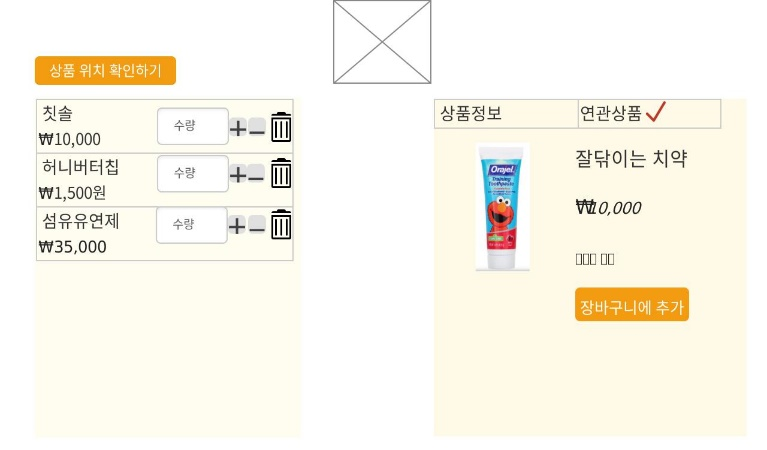 상품 위치 확인하기
칫솔
₩10,000
수량
허니버터칩
₩1,500원
수량
섬유유연제
₩35,000
수량
상품정보
연관상품
Orajel
잘닦이는 치약
₩10,000
장바구니에 추가